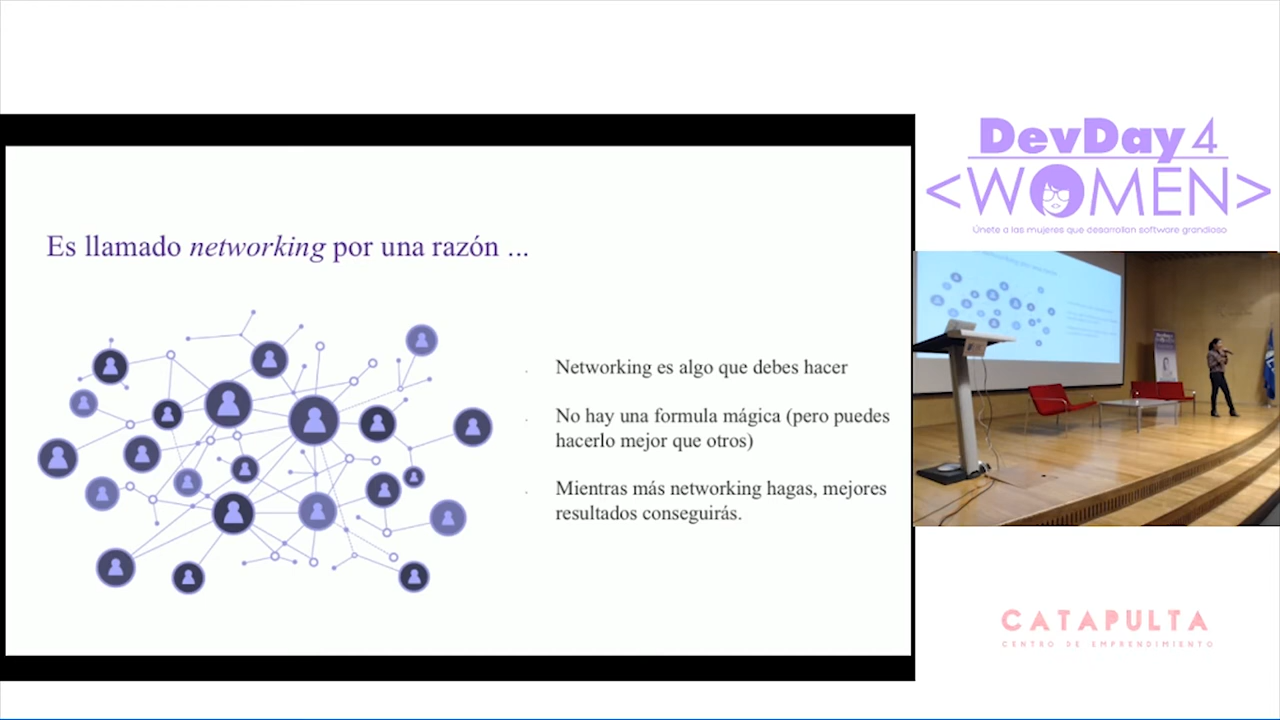 Es llamado networking por una razón ...
Networking es algo que debes hacer
No hay una formula mágica (pero puedes
hacerlo mejor que otros)
Mientras más networking hagas, mejores
resultados conseguirás.
DevDay4
<WOMEN>
Únete a las mujeres que desarrollan software grandioso
CATAPULTA
CENTRO DE EMPRENDIMIENTO